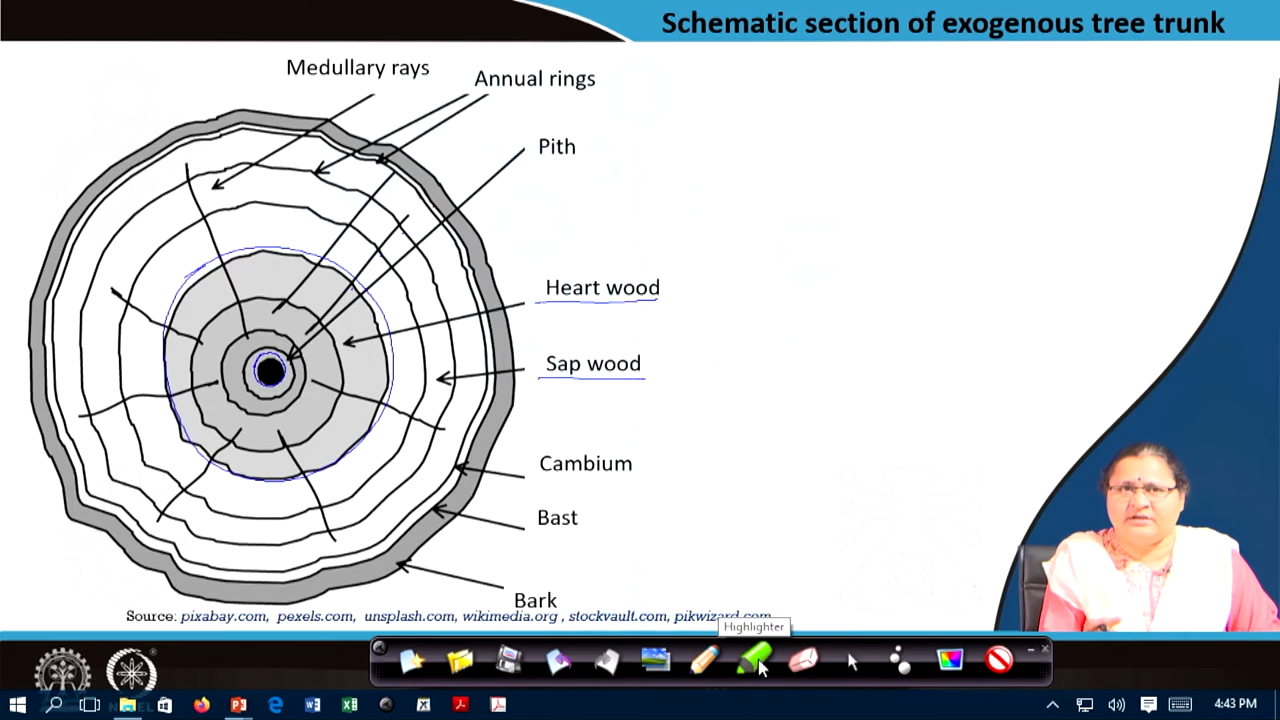 Schematic section of exogenous tree trunk
Medullary rays
Annual rings
Pith
Heart wood
Sap wood
Cambium
Bast
Bark
Source: pixabay.com, pexels.com, unsplash.com, wikimedia.org , stockvault.com, pikwizard.com
Highlighter
4:43 PM